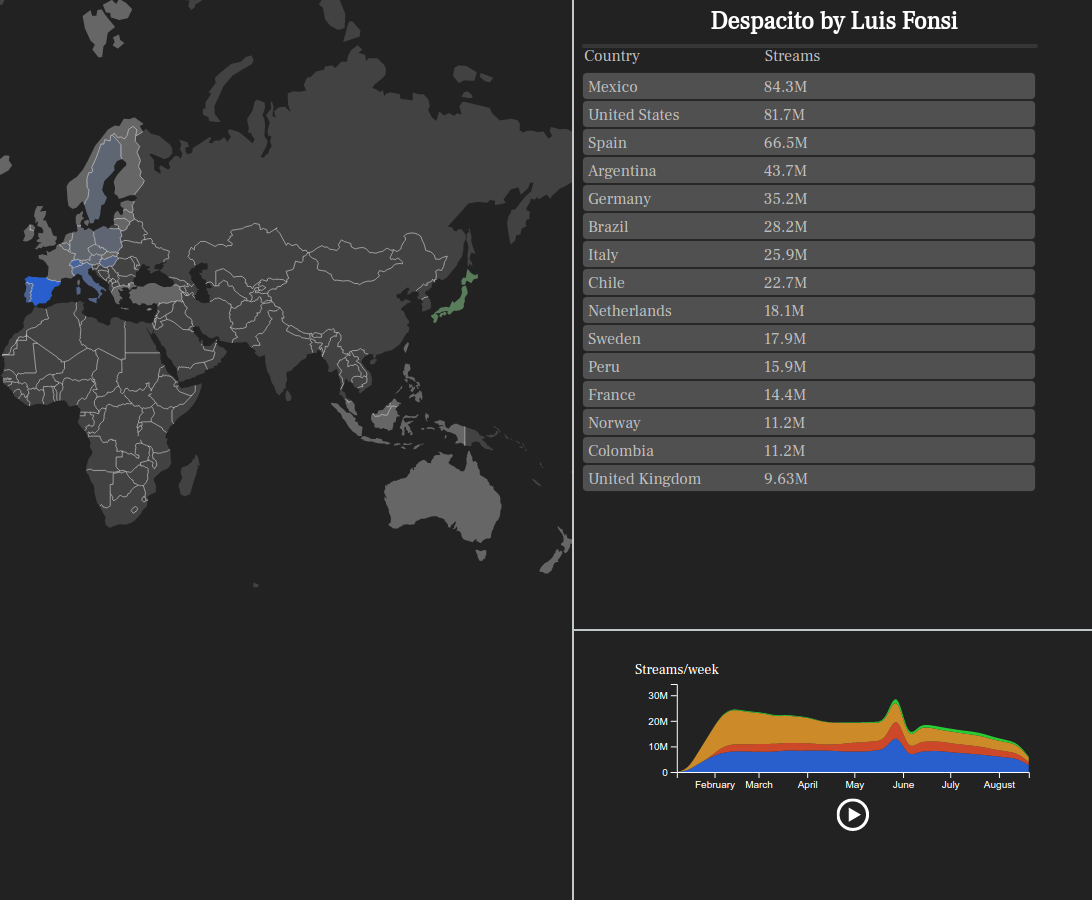 Despacito by Luis Fonsi
Country Streams
Mexico 84.3M
United States 81.7M
Spain 66.5M
Argentina 43.7M
Germany 35.2M
Brazil 28.2M
Italy 25.9M
Chile 22.7M
Netherlands 18.1M
Sweden 17.9M
Peru 15.9M
France 14.4M
Norway 11.2M
Colombia 11.2M
United Kingdom 9.63M
Streams/week
30M
20M
10M
0
February March April May June July August